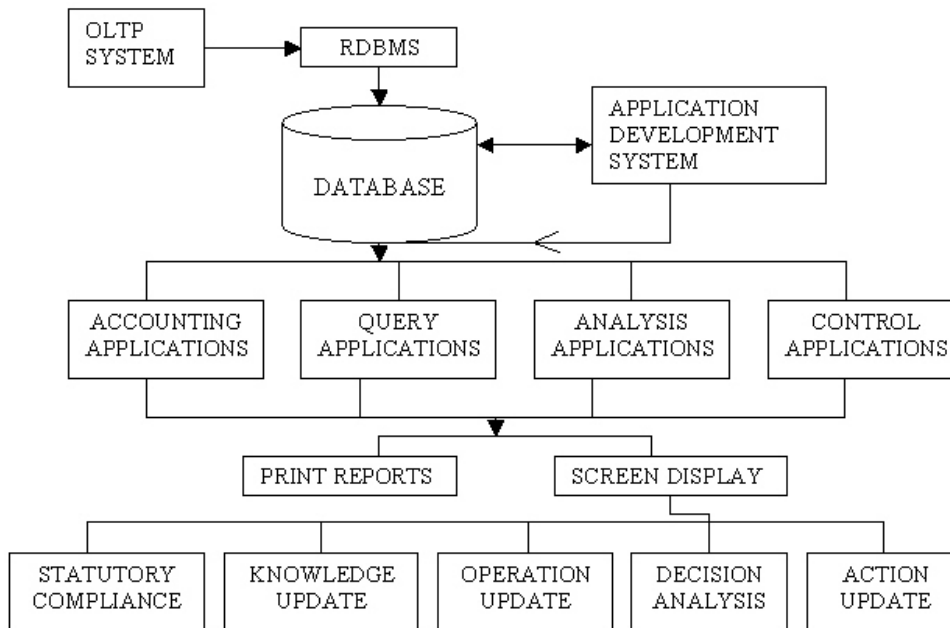 OLTP
SYSTEM
RDBMS
APPLICATION
DEVELOPMENT
SYSTEM
DATABASE
ACCOUNTING
APPLICATIONS
QUERY
APPLICATIONS
ANALYSIS
APPLICATIONS
CONTROL
APPLICATIONS
PRINT REPORTS
SCREEN DISPLAY
STATUTORY
COMPLIANCE
KNOWLEDGE
UPDATE
OPERATION
UPDATE
DECISION
ANALYSIS
ACTION
UPDATE